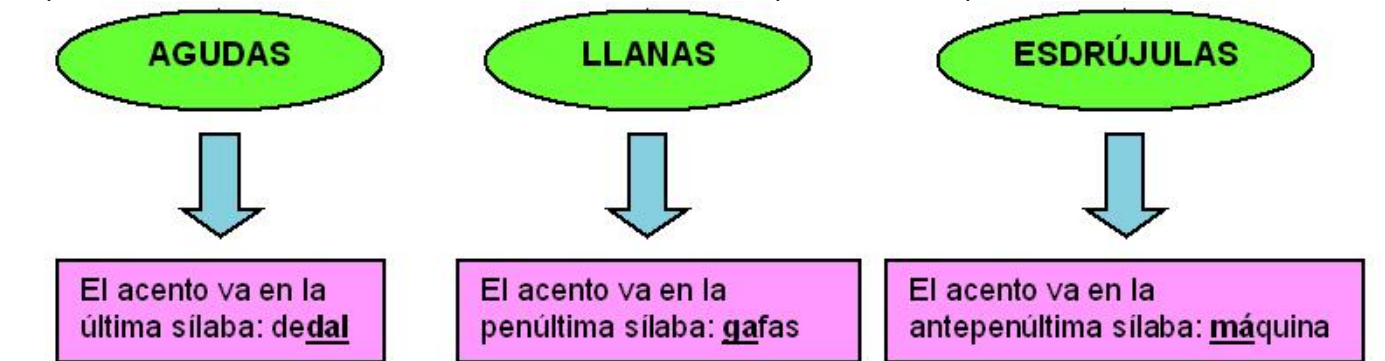 AGUDAS
LLANAS
ESDRÚJULAS
El acento va en la
última sílaba: dedal
El acento va en la
penúltima sílaba: gafas
El acento va en la
antepenúltima sílaba: máquina